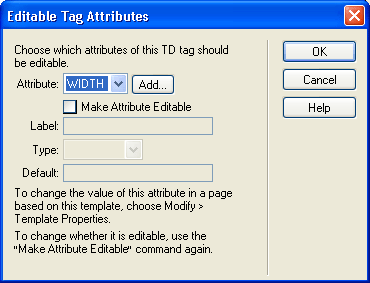 Editable Tag Attributes
Choose which attributes of this TD tag should
be editable.
Attribute: WIDTH Add...
Make Attribute Editable
Label:
Type:
Default:
To change the value of this attribute in a page
based on this template, choose Modify >
Template Properties.
To change whether it is editable, use the
"Make Attribute Editable" command again.
OK
Cancel
Help